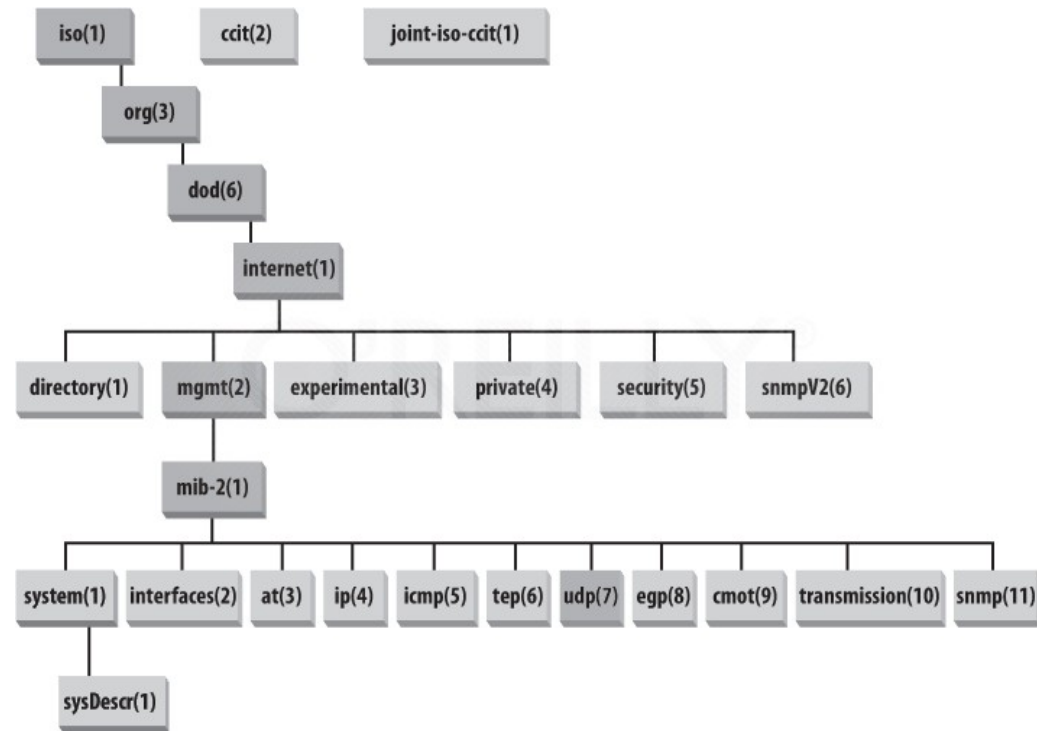 iso(1) ccit(2) joint-iso-ccit(1)
org(3)
dod(6)
internet(1)
O'REILLY®
directory(1) mgmt(2) experimental(3) private(4) security(5) snmpV2(6)
mib-2(1)
system(1) interfaces(2) at(3) ip(4) icmp(5) tep(6) udp(7) egp(8) cmot(9) transmission(10) snmp(11)
sysDescr(1)